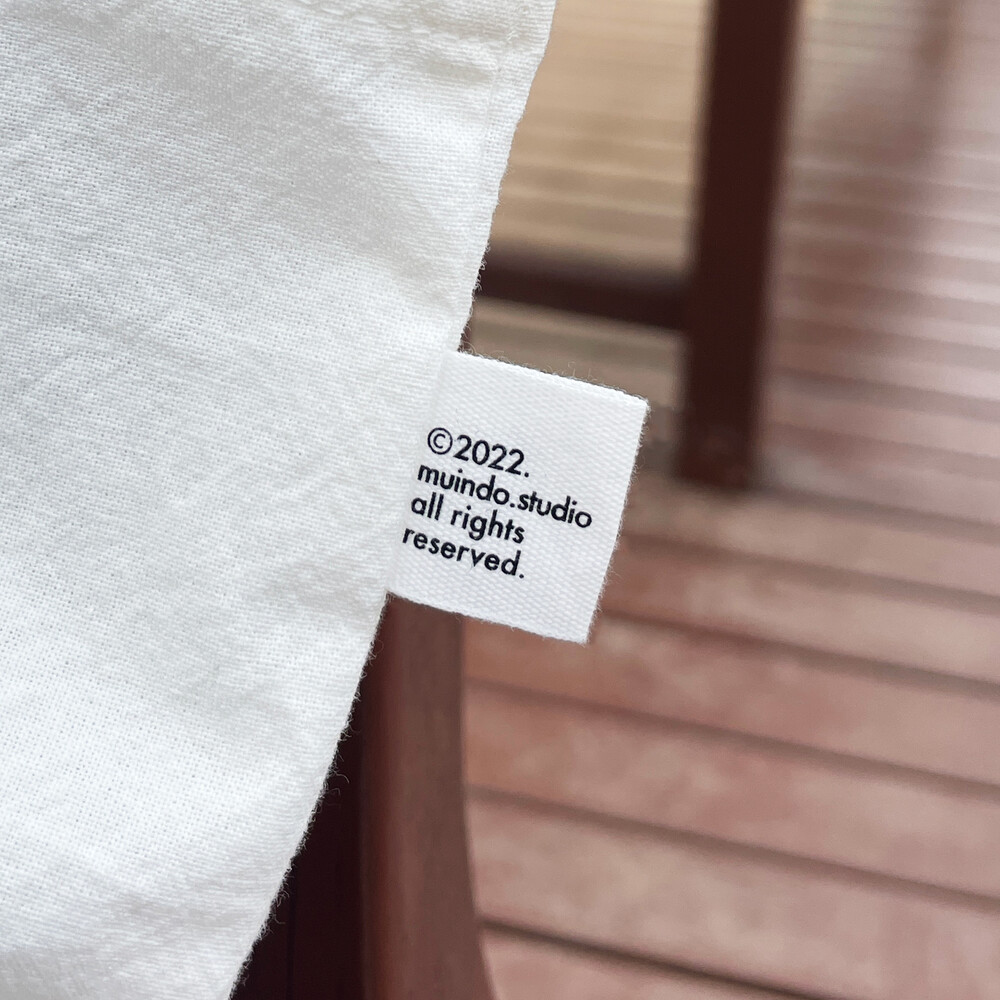 ©2022.
muindo.studio
all rights
reserved.